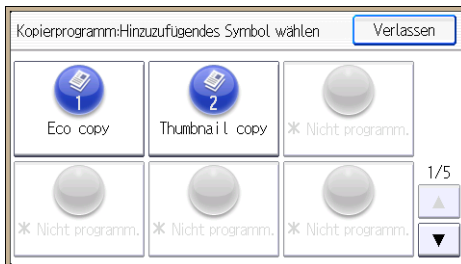 Kopierprogramm:Hinzuzufügendes Symbol wählen
Verlassen
1
2
Eco copy
Thumbnail copy
* Nicht programm.
1/5
* Nicht programm.
* Nicht programm.
* Nicht programm.